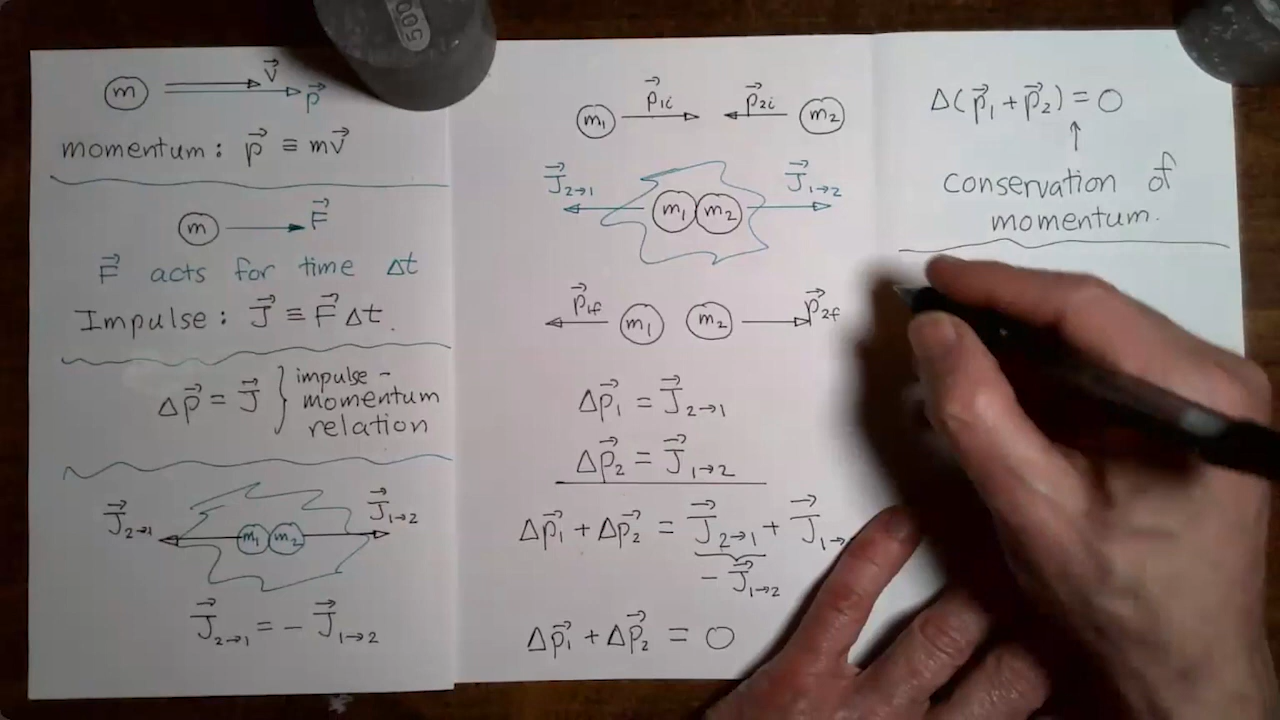 500
m v⃗ p⃗
momentum: p⃗ ≡ mv⃗
m F⃗
F⃗ acts for time Δt
Impulse: J⃗ ≡ F⃗ Δt.
Δp⃗ = J⃗ } impulse-
momentum
relation
J⃗2→1 m1 m2 J⃗1→2
J⃗2→1 = - J⃗1→2
m1 p⃗1i p⃗2i m2
J⃗2→1 m1 m2 J⃗1→2
p⃗1f m1 m2 p⃗2f
Δp⃗1 = J⃗2→1
Δp⃗2 = J⃗1→2
Δp⃗1 + Δp⃗2 = J⃗2→1 + J⃗1→
- J⃗1→2
Δp⃗1 + Δp⃗2 = 0
Δ(p⃗1 + p⃗2) = 0
↑
conservation of
momentum.